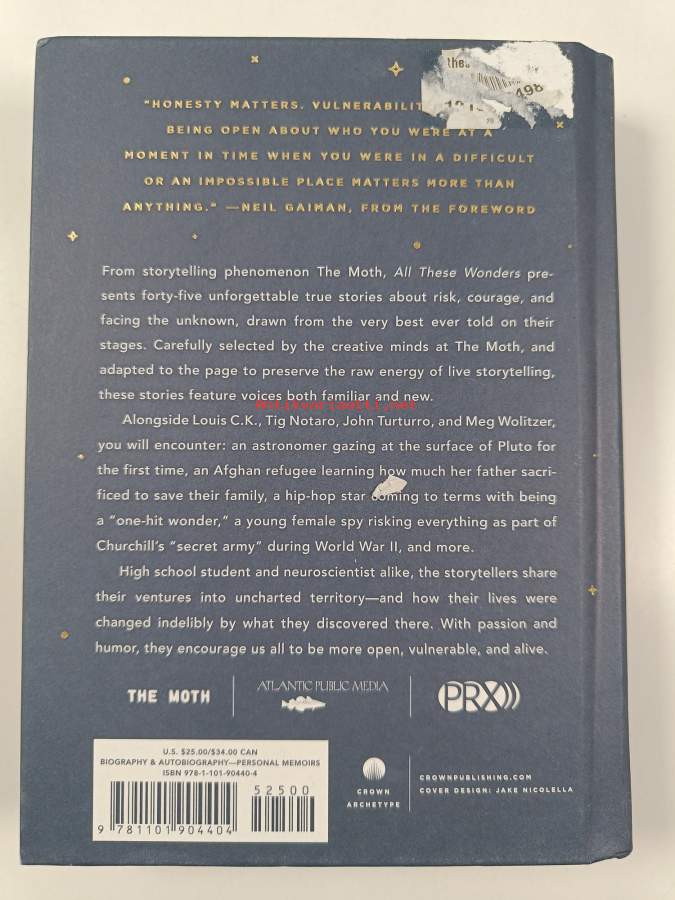 the
498
"HONESTY MATTERS. VULNERABILIT
BEING OPEN ABOUT WHO YOU WERE AT A
MOMENT IN TIME WHEN YOU WERE IN A DIFFICULT
OR AN IMPOSSIBLE PLACE MATTERS MORE THAN
ANYTHING." —NEIL GAIMAN, FROM THE FOREWORD
From storytelling phenomenon The Moth, All These Wonders pre-
sents forty-five unforgettable true stories about risk, courage, and
facing the unknown, drawn from the very best ever told on their
stages. Carefully selected by the creative minds at The Moth, and
adapted to the page to preserve the raw energy of live storytelling,
these stories feature voices both familiar and new.
Antikvariaatti.net
Alongside Louis C.K., Tig Notaro, John Turturro, and Meg Wolitzer,
you will encounter: an astronomer gazing at the surface of Pluto for
the first time, an Afghan refugee learning how much her father sacri-
ficed to save their family, a hip-hop star coming to terms with being
a "one-hit wonder," a young female spy risking everything as part of
Churchill's "secret army" during World War II, and more.
High school student and neuroscientist alike, the storytellers share
their ventures into uncharted territory—and how their lives were
changed indelibly by what they discovered there. With passion and
humor, they encourage us all to be more open, vulnerable, and alive.
THE MOTH
ATLANTIC PUBLIC MEDIA
PRX
U.S. $25.00/$34.00 CAN
BIOGRAPHY & AUTOBIOGRAPHY—PERSONAL MEMOIRS
ISBN 978-1-101-90440-4
52500
9 781101 904404
CROWN
ARCHETYPE
CROWNPUBLISHING.COM
COVER DESIGN: JAKE NICOLELLA